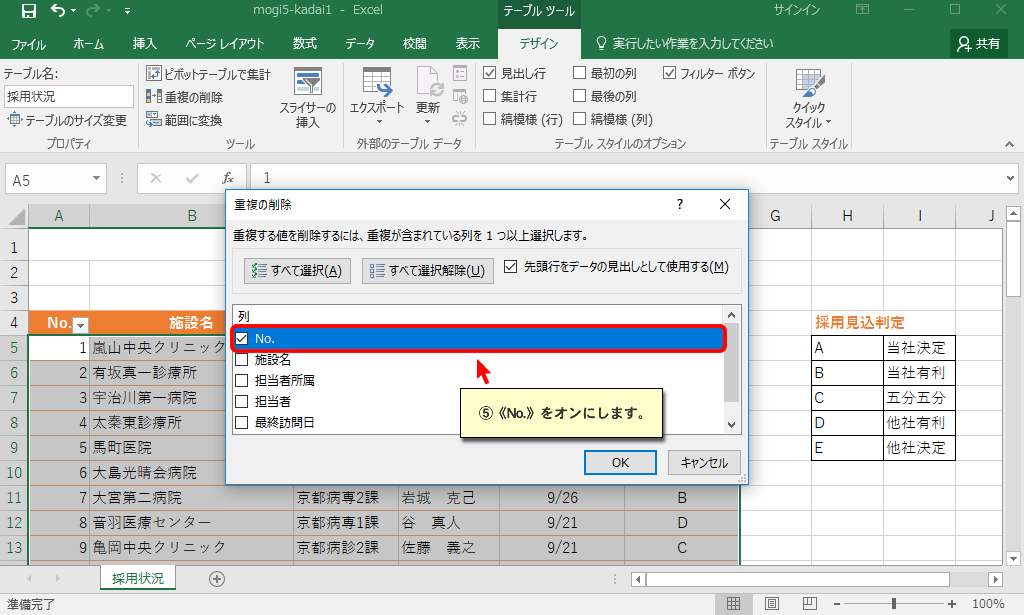 mogi5-kadai1 - Excel
テーブル ツール
サインイン
ファイル ホーム 挿入 ページ レイアウト 数式 データ 校閲 表示 デザイン 実行したい作業を入力してください 共有
テーブル名:
採用状況
テーブルのサイズ変更
プロパティ
ピボットテーブルで集計
重複の削除
範囲に変換
スライサーの
挿入
ツール
エクスポート
更新
外部のテーブル データ
見出し行 最初の列 フィルター ボタン
集計行 最後の列
縞模様 (行) 縞模様 (列)
テーブル スタイルのオプション
クイック
スタイル
テーブル スタイル
A5
fx
1
A B G H I J
重複の削除
?
重複する値を削除するには、重複が含まれている列を 1 つ以上選択します。
すべて選択(A) すべて選択解除(U) 先頭行をデータの見出しとして使用する(M)
列
No.
施設名
担当者所属
担当者
最終訪問日
⑤《No.》をオンにします。
OK キャンセル
1
2
3
4 No. 施設名 採用見込判定
5 1 嵐山中央クリニック A 当社決定
6 2 有坂真一診療所 B 当社有利
7 3 宇治川第一病院 C 五分五分
8 4 太秦東診療所 D 他社有利
9 5 馬町医院 E 他社決定
10 6 大島光晴会病院
11 7 大宮第二病院 京都病専2課 岩城 克己 9/26 B
12 8 音羽医療センター 京都病専1課 谷 真人 9/21 D
13 9 亀岡中央クリニック 京都病診2課 佐藤 義之 9/21 C
採用状況
準備完了
100%